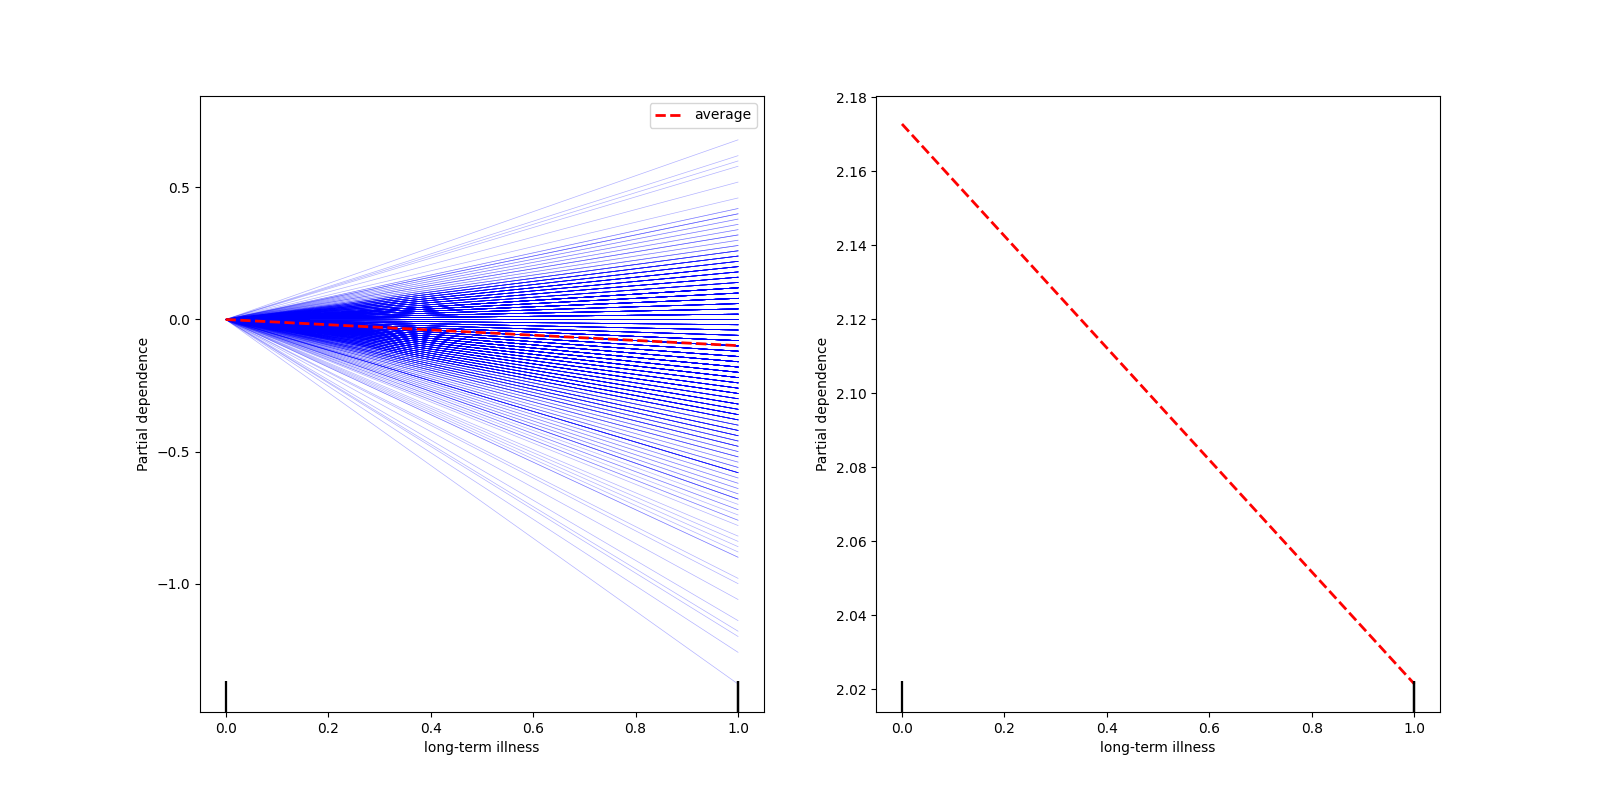 average
0.5
0.0
−0.5
−1.0
Partial dependence
0.0 0.2 0.4 0.6 0.8 1.0
long-term illness
2.18
2.16
2.14
2.12
2.10
2.08
2.06
2.04
2.02
Partial dependence
0.0 0.2 0.4 0.6 0.8 1.0
long-term illness